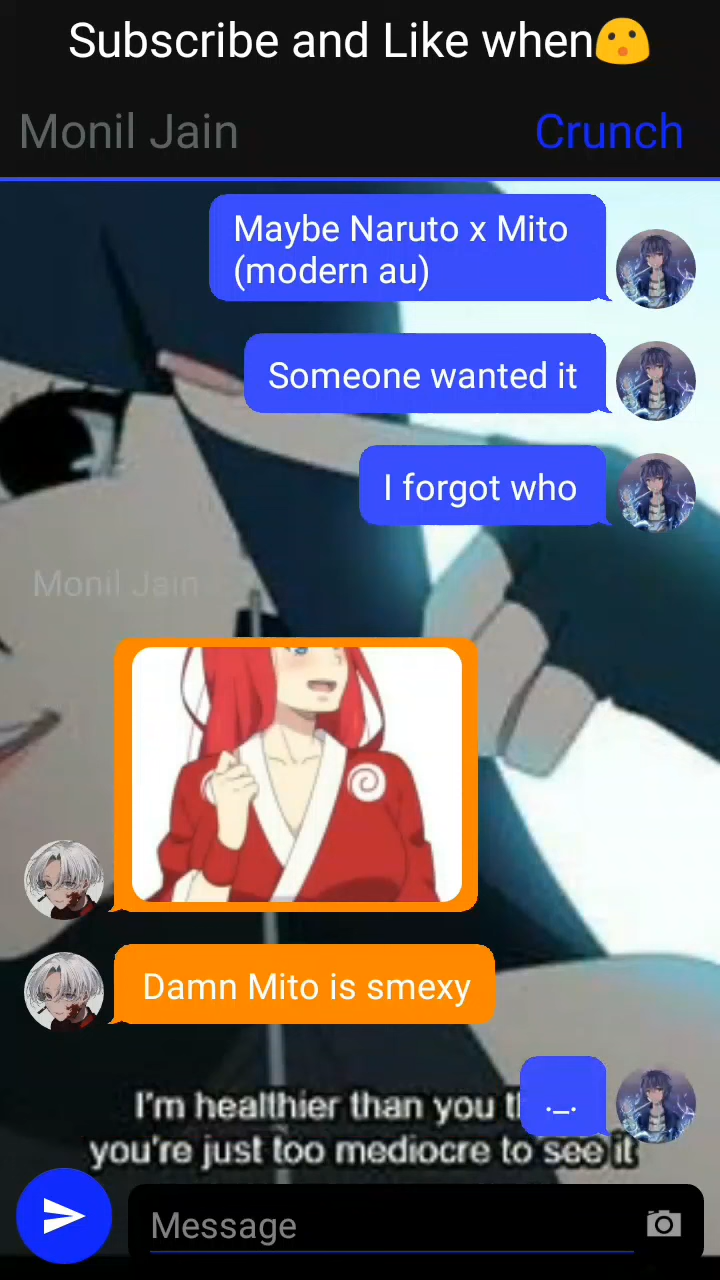 Subscribe and Like when😮
Monil Jain
Crunch
Maybe Naruto x Mito
(modern au)
Someone wanted it
I forgot who
Monil Jain
Damn Mito is smexy
._.
I'm healthier than you
you're just too mediocre to see it
Message